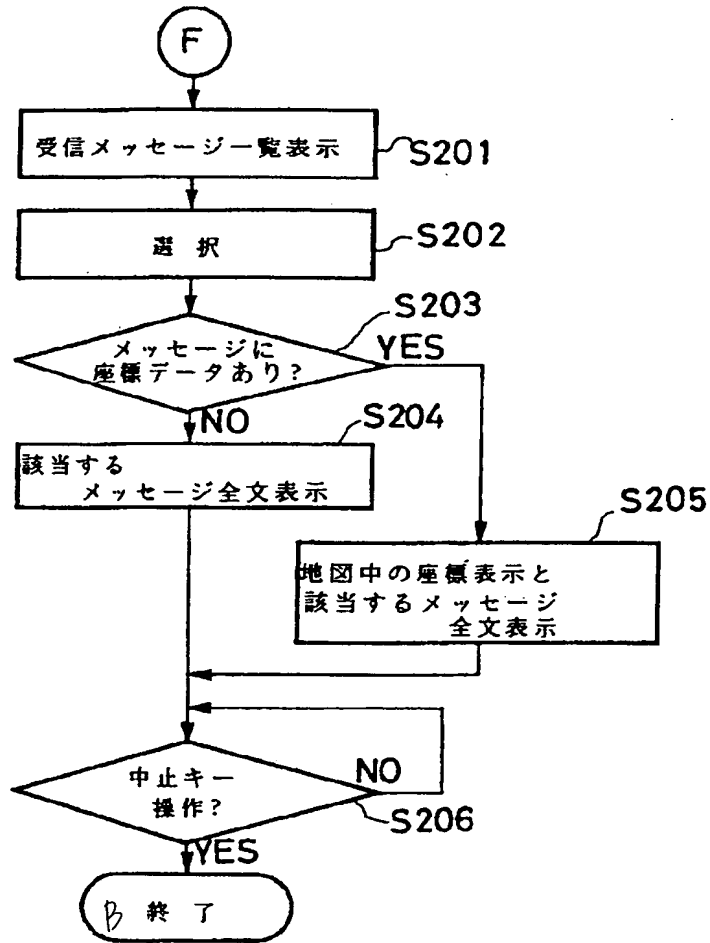 F
受信メッセージ一覧表示
S201
選択
S202
S203
メッセージに
座標データあり?
YES
NO
S204
該当する
メッセージ全文表示
S205
地図中の座標表示と
該当するメッセージ
全文表示
中止キー
操作?
NO
S206
YES
B 終了